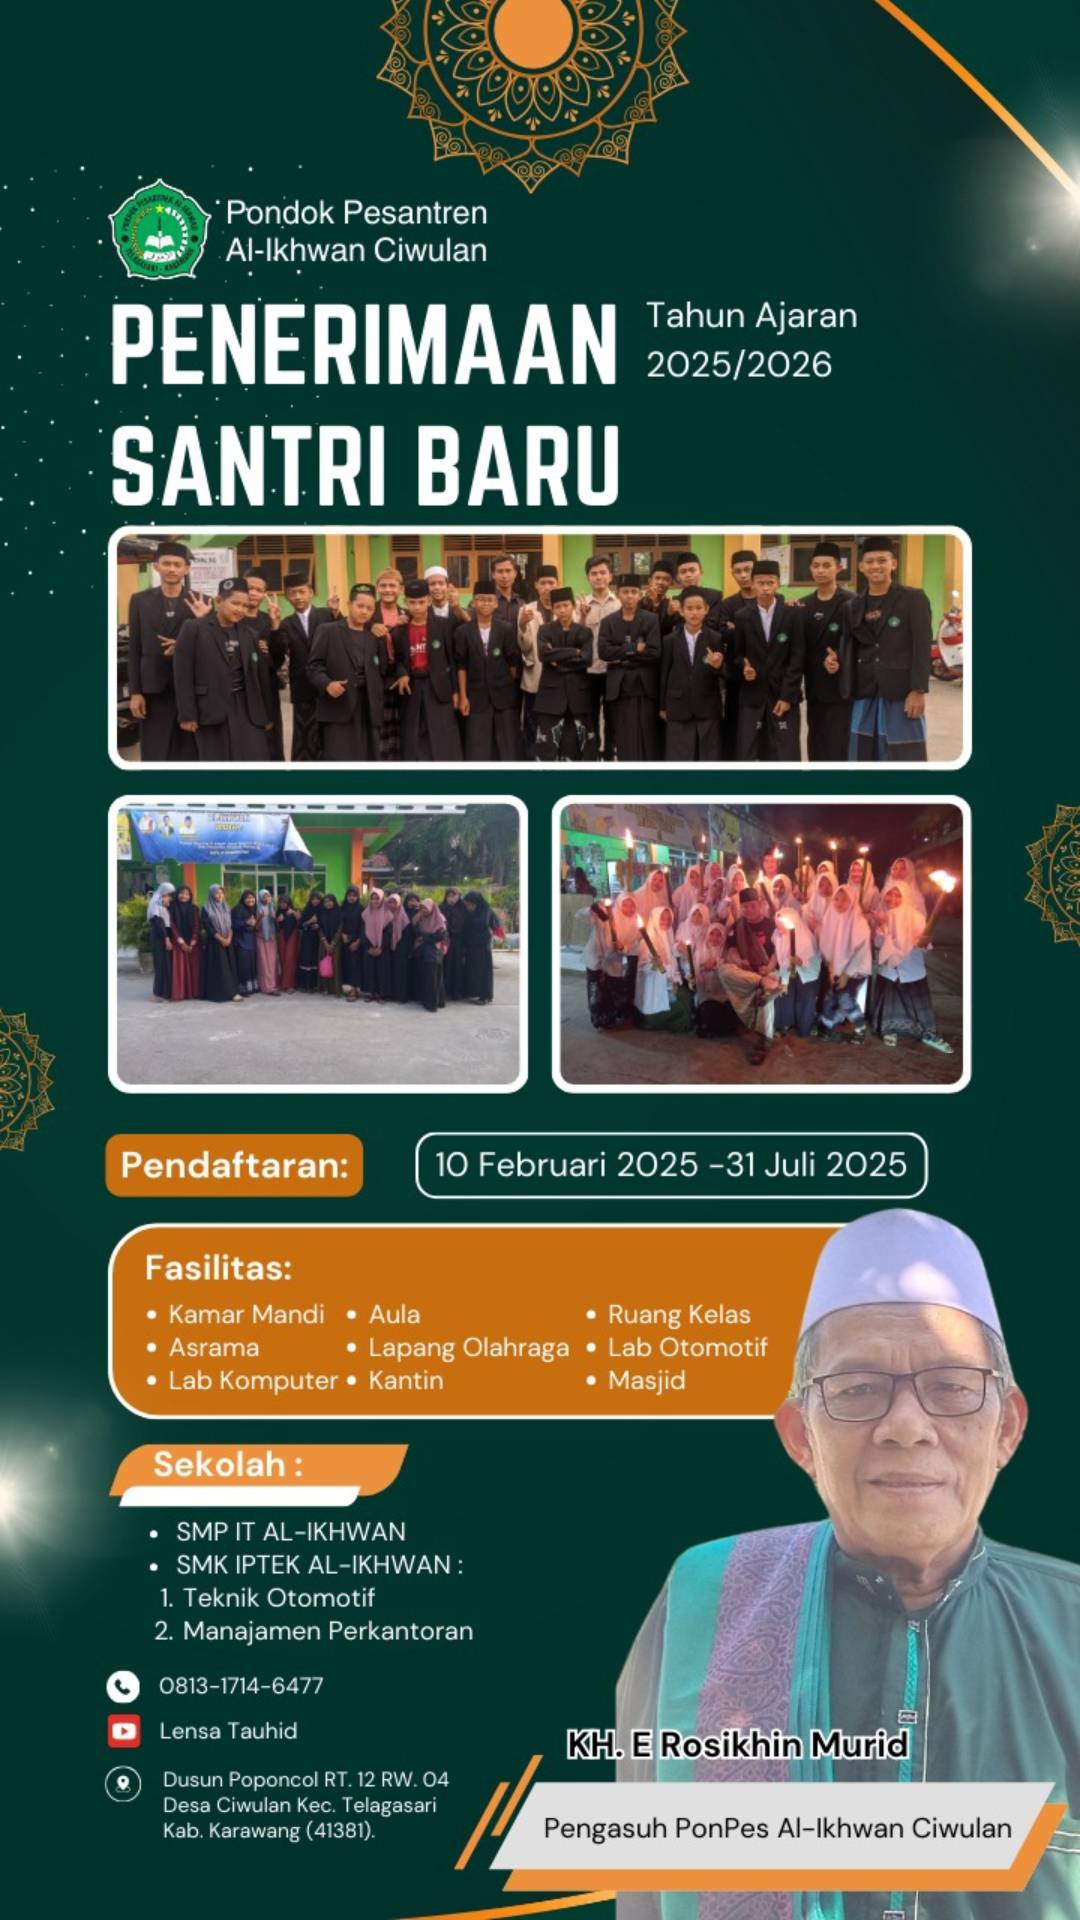 Pondok Pesantren
Al-Ikhwan Ciwulan
PENERIMAAN
SANTRI BARU
Tahun Ajaran
2025/2026
Pendaftaran:
10 Februari 2025 -31 Juli 2025
Fasilitas:
• Kamar Mandi
• Asrama
• Lab Komputer
• Aula
• Lapang Olahraga
• Kantin
• Ruang Kelas
• Lab Otomotif
• Masjid
Sekolah :
• SMP IT AL-IKHWAN
• SMK IPTEK AL-IKHWAN :
1. Teknik Otomotif
2. Manajamen Perkantoran
0813-1714-6477
Lensa Tauhid
Dusun Poponcol RT. 12 RW. 04
Desa Ciwulan Kec. Telagasari
Kab. Karawang (41381).
KH. E Rosikhin Murid
Pengasuh PonPes Al-Ikhwan Ciwulan